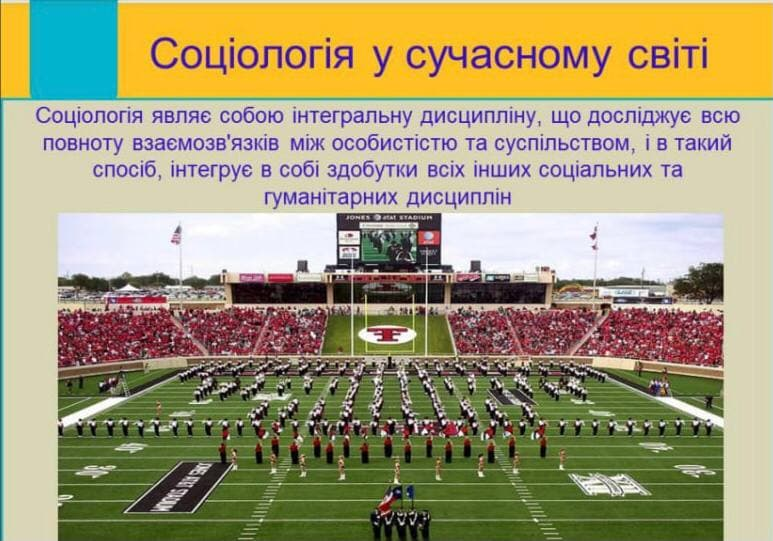 Соціологія у сучасному світі
Соціологія являє собою інтегральну дисципліну, що досліджує всю
повноту взаємозв'язків між особистістю та суспільством, і в такий
спосіб, інтегрує в собі здобутки всіх інших соціальних та
гуманітарних дисциплін
JONES at&t STADIUM